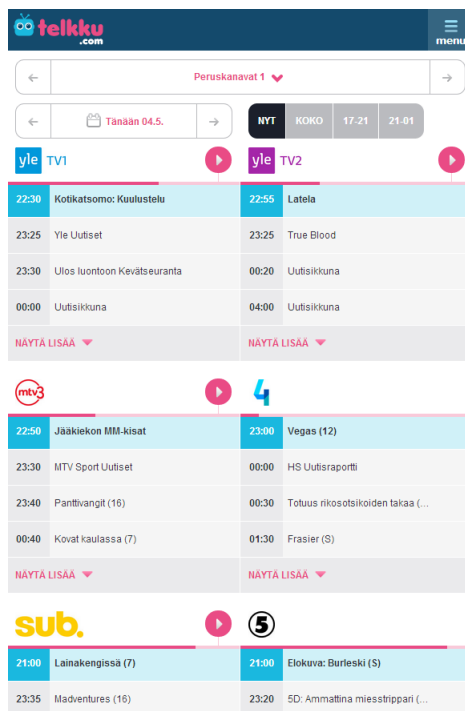 telkku
.com
menu
Peruskanavat 1
Tänään 04.5.
NYT KOKO 17-21 21-01
yle TV1
22:30 Kotikatsomo: Kuulustelu
23:25 Yle Uutiset
23:30 Ulos luontoon Kevätseuranta
00:00 Uutisikkuna
NÄYTÄ LISÄÄ
yle TV2
22:55 Latela
23:25 True Blood
00:20 Uutisikkuna
04:00 Uutisikkuna
NÄYTÄ LISÄÄ
mtv3
22:50 Jääkiekon MM-kisat
23:30 MTV Sport Uutiset
23:40 Panttivangit (16)
00:40 Kovat kaulassa (7)
NÄYTÄ LISÄÄ
4
23:00 Vegas (12)
00:00 HS Uutisraportti
00:30 Totuus rikosotsikoiden takaa (...
01:30 Frasier (S)
NÄYTÄ LISÄÄ
sub.
21:00 Lainakengissä (7)
23:35 Madventures (16)
5
21:00 Elokuva: Burleski (S)
23:20 5D: Ammattina miesstrippari (...